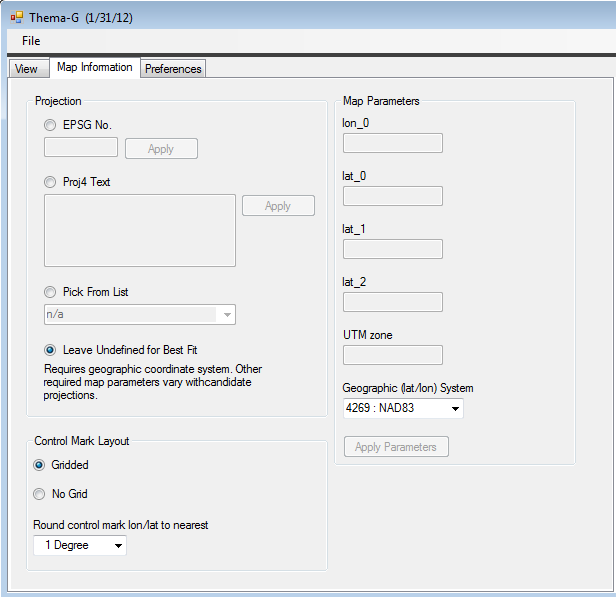 Thema-G (1/31/12)
File
View
Map Information
Preferences
Projection
EPSG No.
Apply
Proj4 Text
Apply
Pick From List
n/a
Leave Undefined for Best Fit
Requires geographic coordinate system. Other
required map parameters vary withcandidate
projections.
Control Mark Layout
Gridded
No Grid
Round control mark lon/lat to nearest
1 Degree
Map Parameters
lon_0
lat_0
lat_1
lat_2
UTM zone
Geographic (lat/lon) System
4269 : NAD83
Apply Parameters